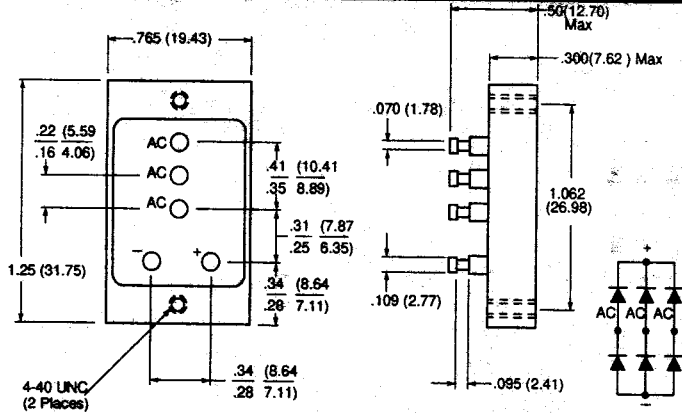 .765 (19.43)
.50(12.70)
Max
.300(7.62 ) Max
.070 (1.78)
.22 (5.59
.16 4.06)
AC
AC
AC
.41 (10.41
.35 8.89)
.31 (7.87
.25 6.35)
1.062
(26.98)
1.25 (31.75)
− +
.34 (8.64
.28 7.11)
.109 (2.77)
+
AC AC AC
−
4-40 UNC
(2 Places)
.34 (8.64
.28 7.11)
.095 (2.41)